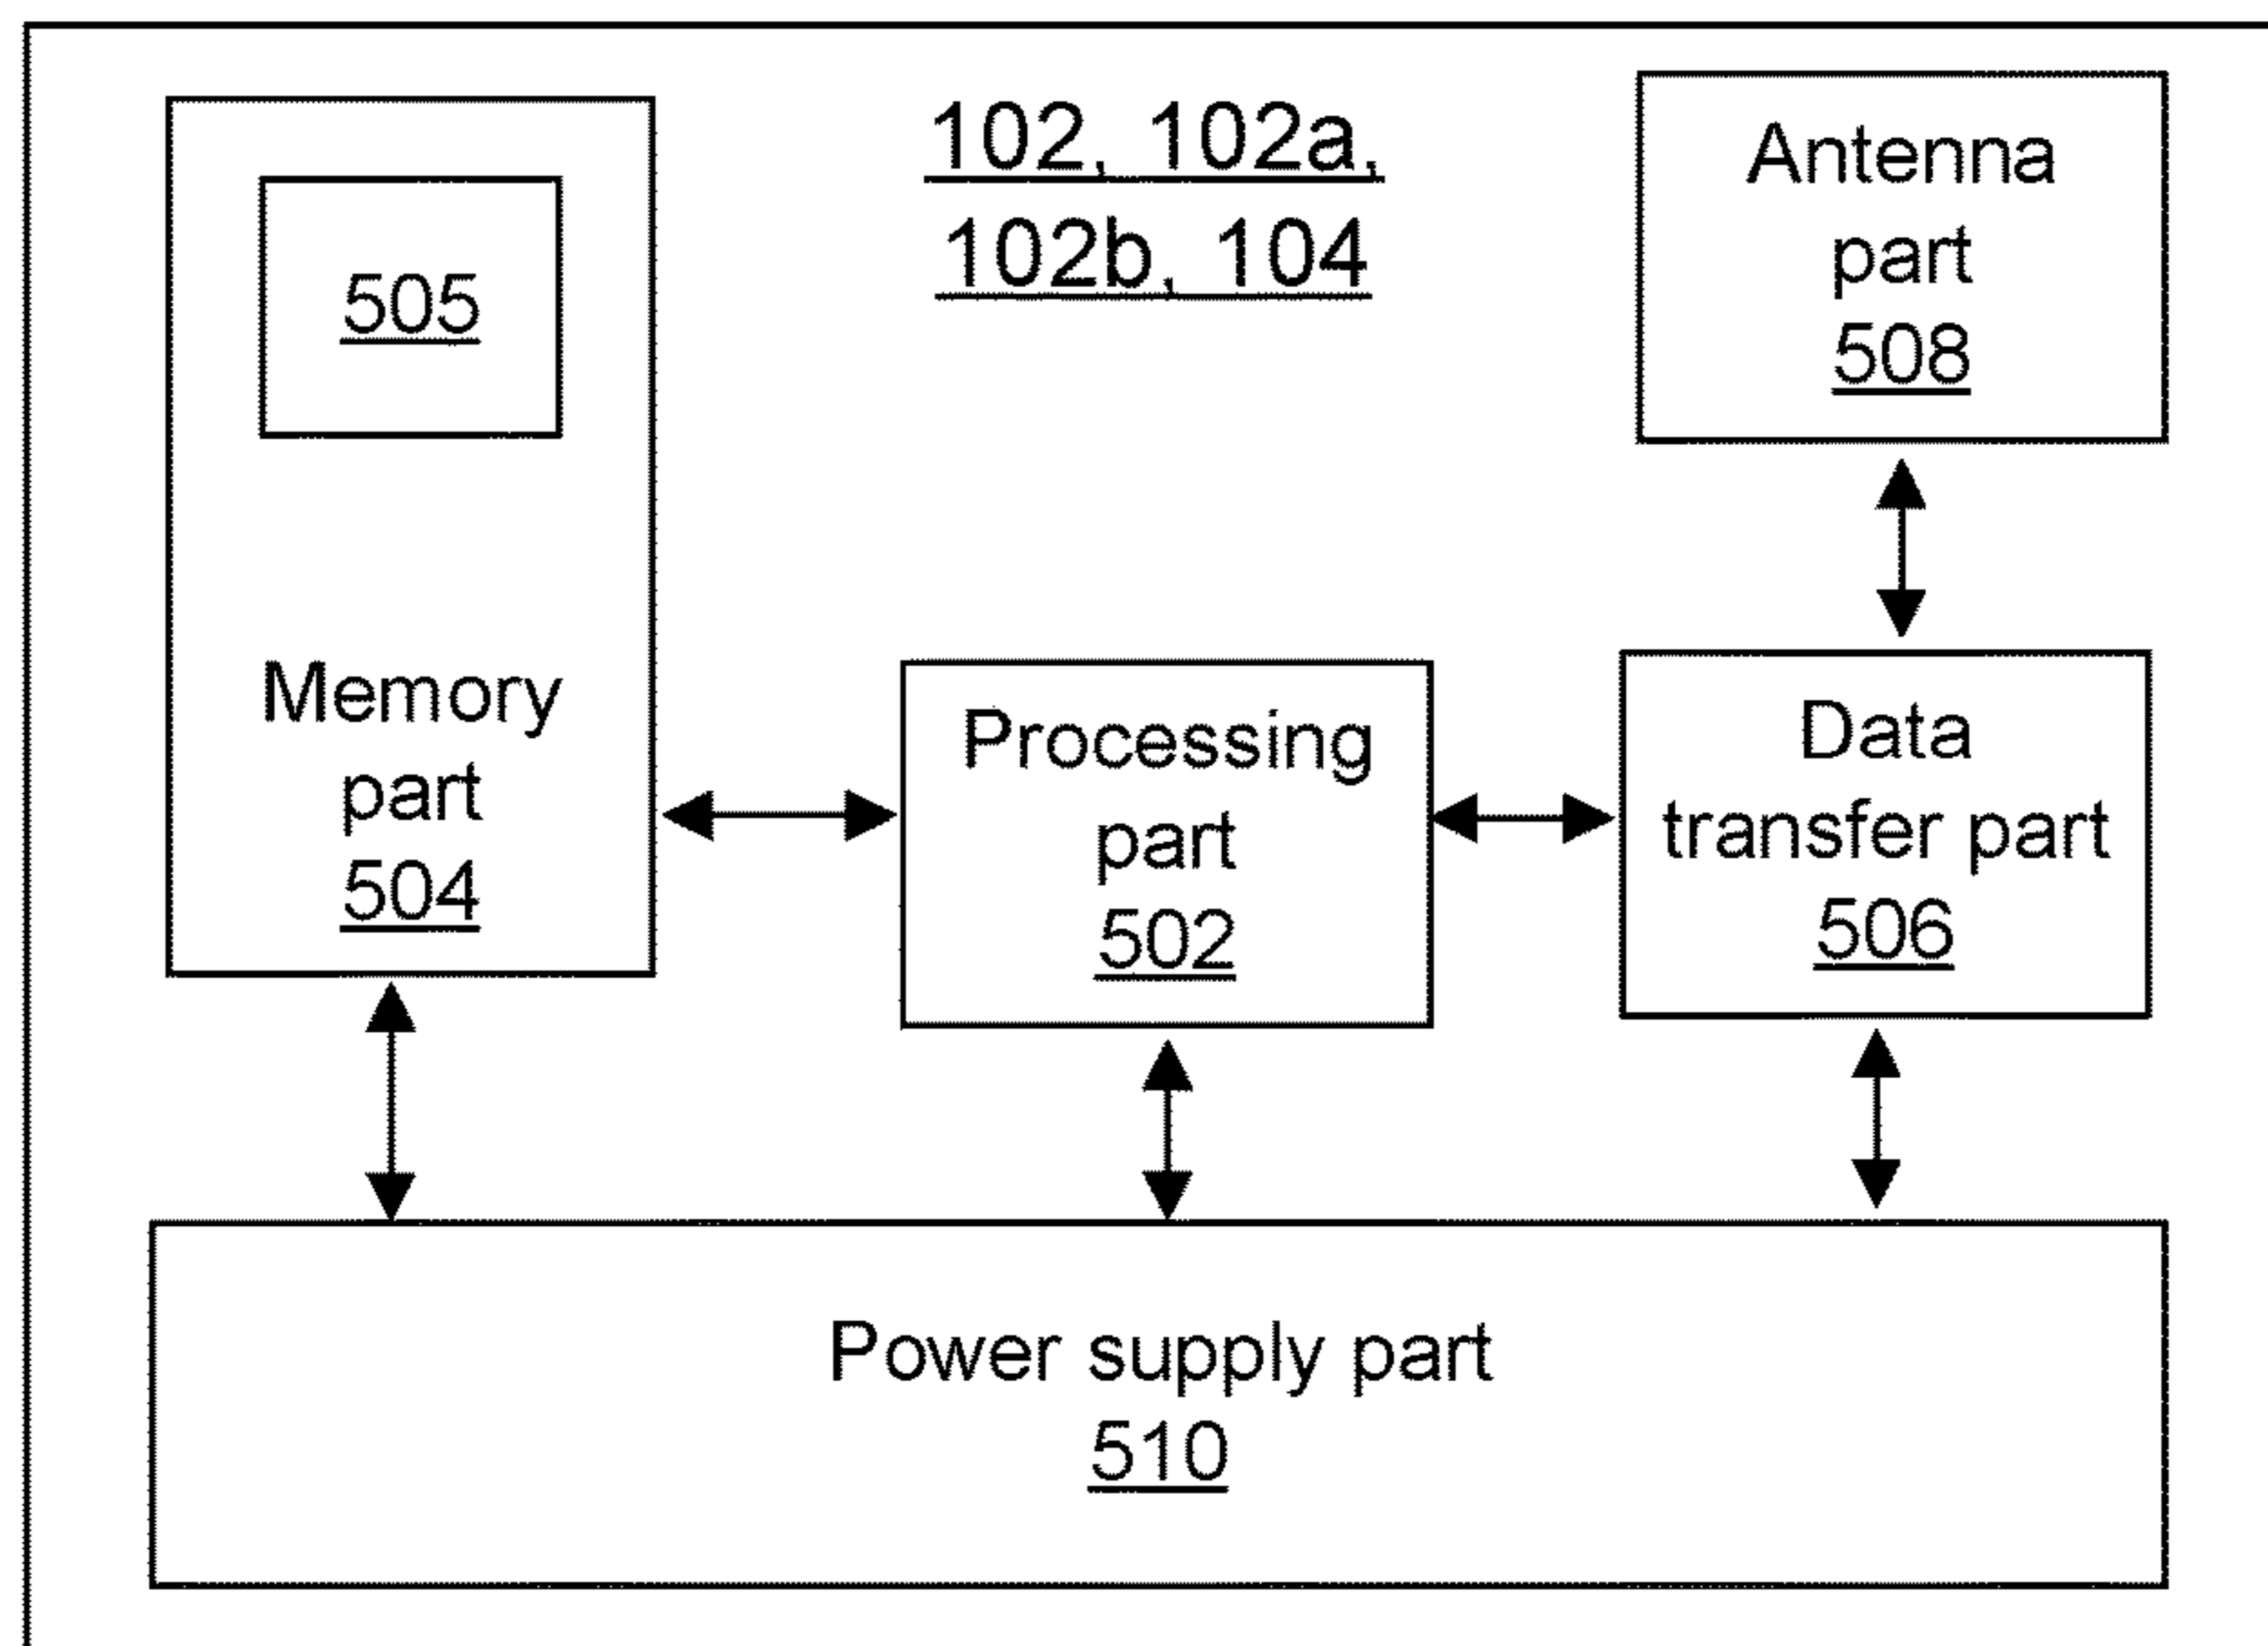 102, 102a,
102b, 104
505
Memory
part
504
Processing
part
502
Antenna
part
508
Data
transfer part
506
Power supply part
510